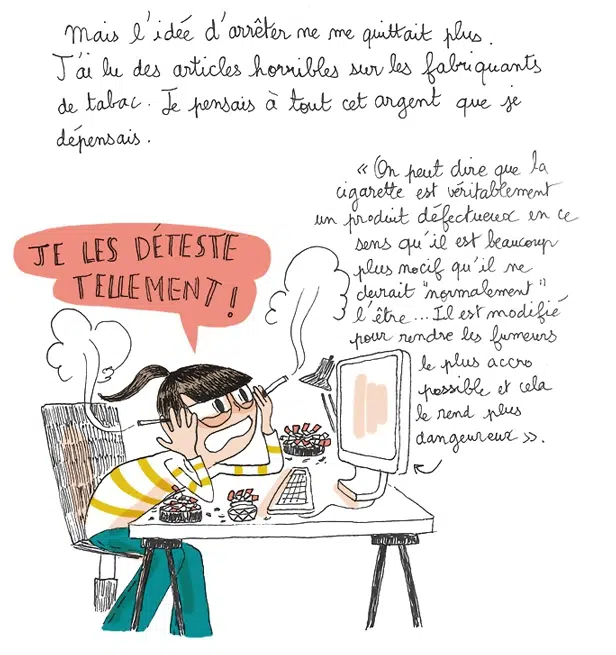 Mais l'idée d'arrêter ne me quittait plus.
J'ai lu des articles horribles sur les fabriquants
de tabac. Je pensais à tout cet argent que je
dépensais.
« On peut dire que la
cigarette est véritablement
un produit défectueux en ce
sens qu'il est beaucoup
plus nocif qu'il ne
devrait "normalement"
l'être... Il est modifié
pour rendre les fumeurs
le plus accro
possible et cela
le rend plus
dangeureux ».
JE LES DÉTESTE
TELLEMENT !